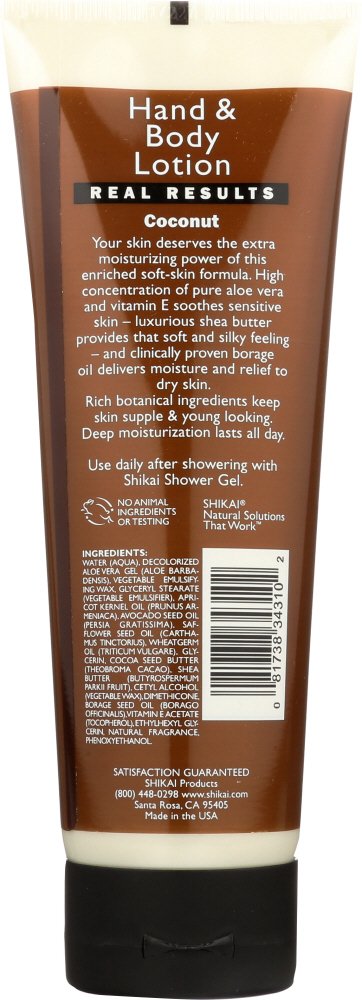 Hand &
Body
Lotion
REAL RESULTS
Coconut
Your skin deserves the extra
moisturizing power of this
enriched soft-skin formula. High
concentration of pure aloe vera
and vitamin E soothes sensitive
skin – luxurious shea butter
provides that soft and silky feeling
– and clinically proven borage
oil delivers moisture and relief to
dry skin.
Rich botanical ingredients keep
skin supple & young looking.
Deep moisturization lasts all day.
Use daily after showering with
Shikai Shower Gel.
NO ANIMAL
INGREDIENTS
OR TESTING
SHIKAI®
Natural Solutions
That Work™
INGREDIENTS:
WATER (AQUA), DECOLORIZED
ALOE VERA GEL (ALOE BARBA-
DENSIS), VEGETABLE EMULSIFY-
ING WAX, GLYCERYL STEARATE
(VEGETABLE EMULSIFIER), APRI-
COT KERNEL OIL (PRUNUS AR-
MENIACA), AVOCADO SEED OIL
(PERSIA GRATISSIMA), SAF-
FLOWER SEED OIL (CARTHA-
MUS TINCTORIUS), WHEATGERM
OIL (TRITICUM VULGARE), GLY-
CERIN, COCOA SEED BUTTER
(THEOBROMA CACAO), SHEA
BUTTER (BUTYROSPERMUM
PARKII FRUIT), CETYL ALCOHOL
(VEGETABLE WAX), DIMETHICONE,
BORAGE SEED OIL (BORAGO
OFFICINALIS), VITAMIN E ACETATE
(TOCOPHEROL), ETHYLHEXYL GLY-
CERIN, NATURAL FRAGRANCE,
PHENOXYETHANOL.
0 81738 34310 2
SATISFACTION GUARANTEED
SHIKAI Products
(800) 448-0298 www.shikai.com
Santa Rosa, CA 95405
Made in the USA